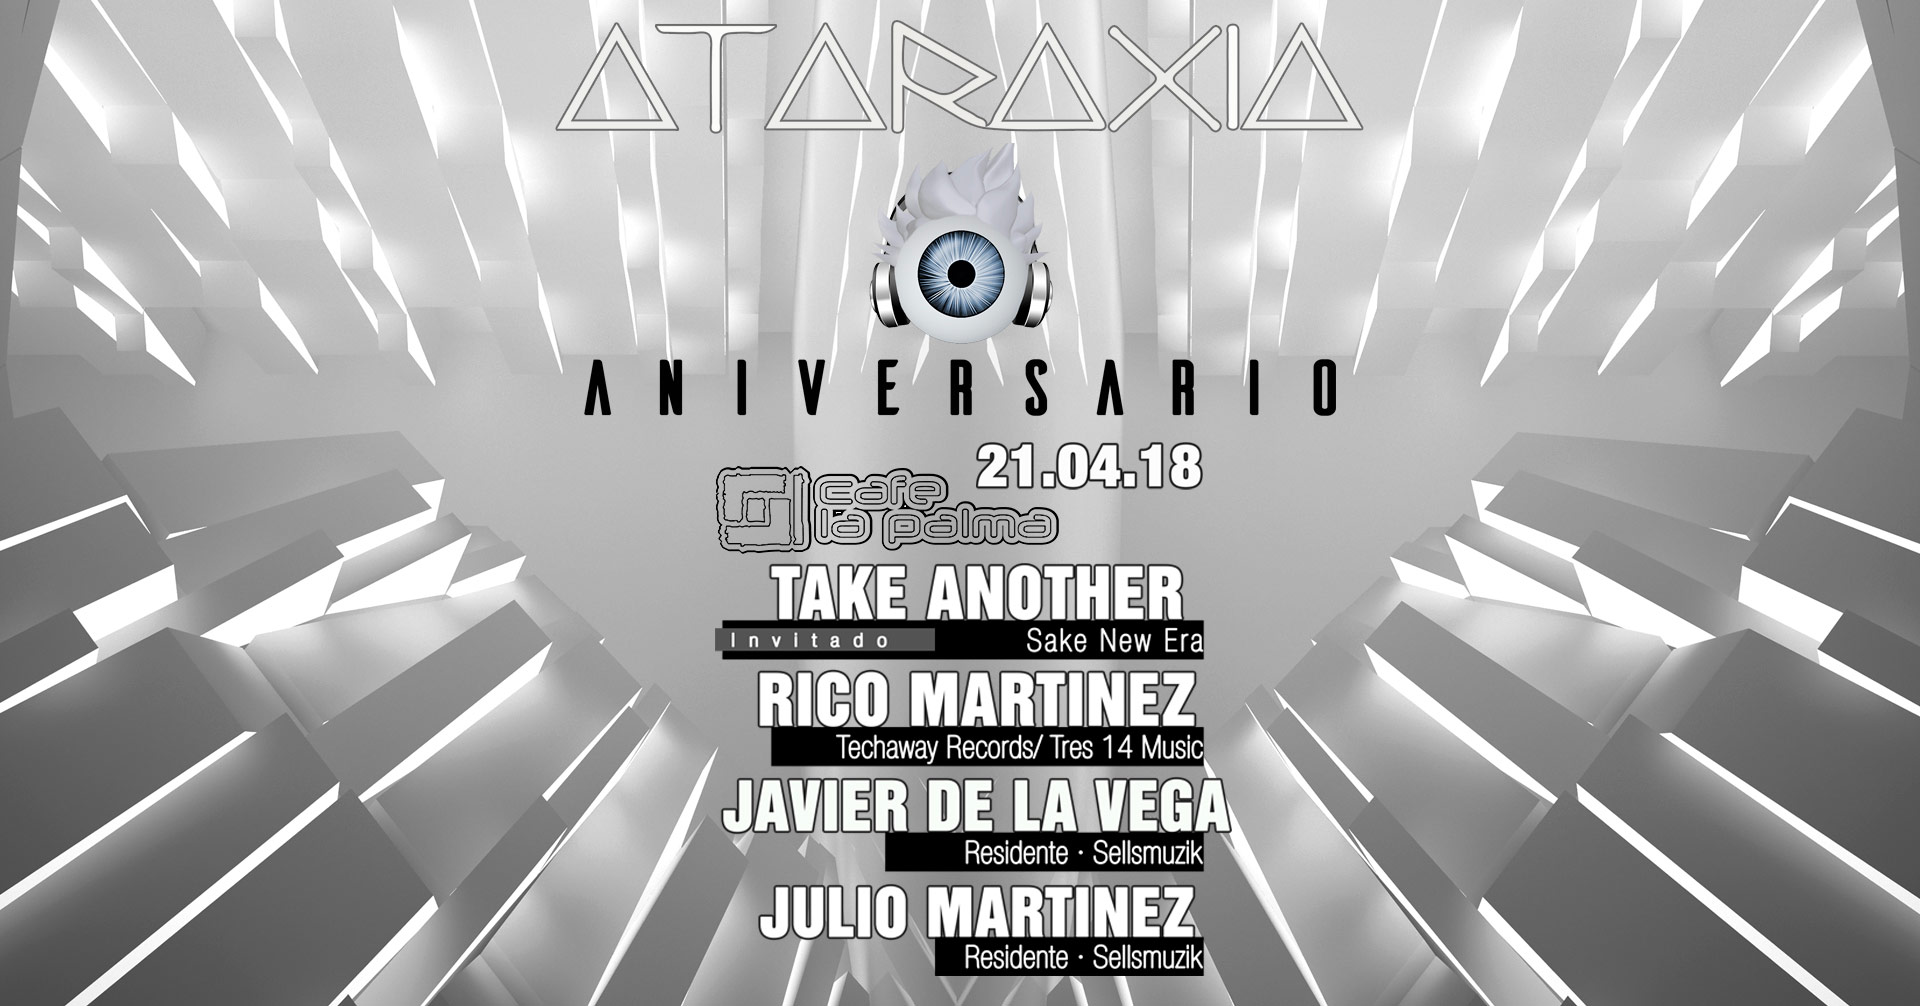 ATARAXIA
ANIVERSARIO
21.04.18
cafe
la palma
TAKE ANOTHER
Invitado Sake New Era
RICO MARTINEZ
Techaway Records/ Tres 14 Music
JAVIER DE LA VEGA
Residente · Sellsmuzik
JULIO MARTINEZ
Residente · Sellsmuzik